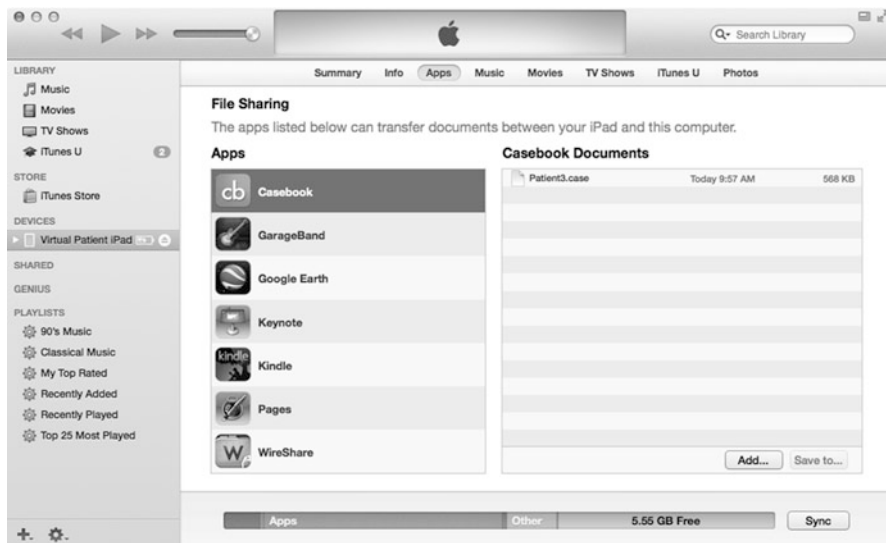 Search Library
LIBRARY
Music
Movies
TV Shows
iTunes U 2
STORE
iTunes Store
DEVICES
Virtual Patient iPad
SHARED
GENIUS
PLAYLISTS
90's Music
Classical Music
My Top Rated
Recently Added
Recently Played
Top 25 Most Played
Summary Info Apps Music Movies TV Shows iTunes U Photos
File Sharing
The apps listed below can transfer documents between your iPad and this computer.
Apps
cb Casebook
GarageBand
Google Earth
Keynote
kindle Kindle
Pages
W WireShare
Casebook Documents
Patient3.case Today 9:57 AM 568 KB
Add... Save to...
Apps Other 5.55 GB Free Sync